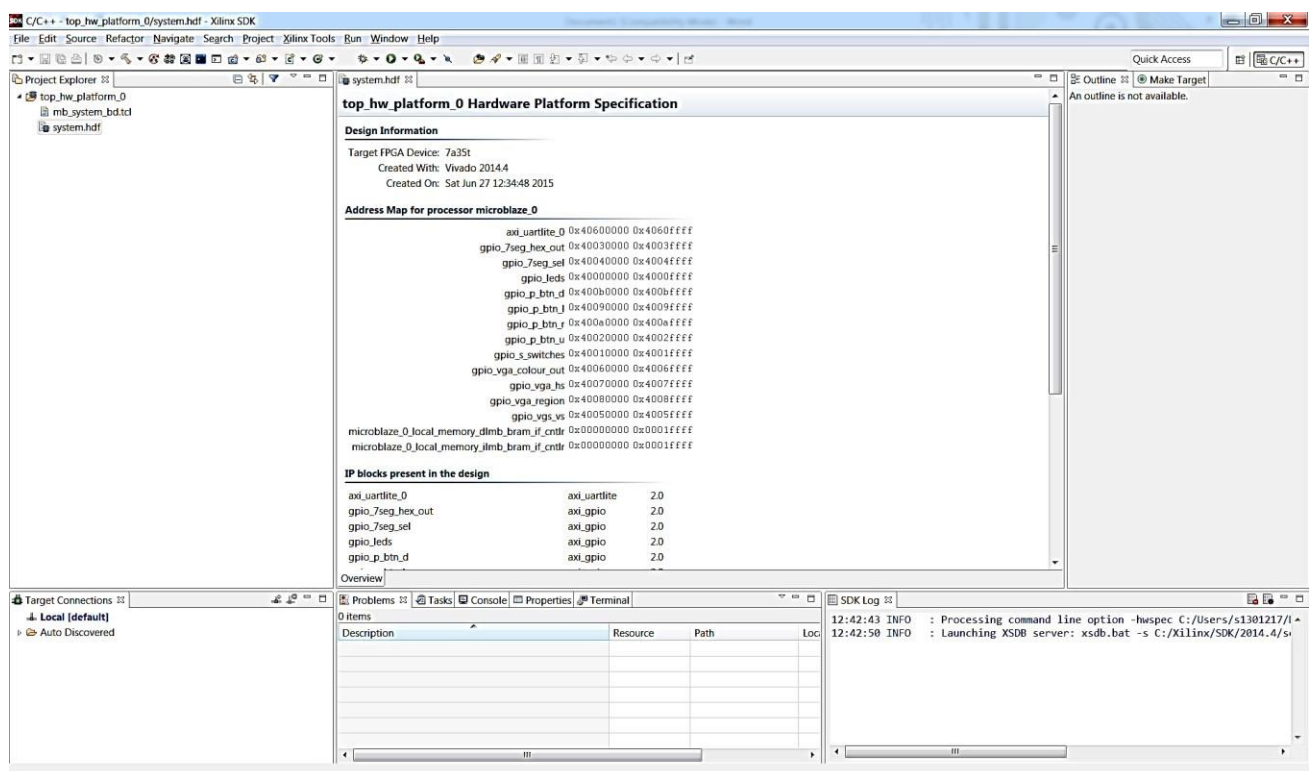 C/C++ - top_hw_platform_0/system.hdf - Xilinx SDK
File Edit Source Refactor Navigate Search Project Xilinx Tools Run Window Help
Quick Access
C/C++
Project Explorer
top_hw_platform_0
mb_system_bd.tcl
system.hdf
system.hdf
top_hw_platform_0 Hardware Platform Specification
Design Information
Target FPGA Device: 7a35t
Created With: Vivado 2014.4
Created On: Sat Jun 27 12:34:48 2015
Address Map for processor microblaze_0
axi_uartlite_0 0x40600000 0x4060ffff
gpio_7seg_hex_out 0x40030000 0x4003ffff
gpio_7seg_sel 0x40040000 0x4004ffff
gpio_leds 0x40000000 0x4000ffff
gpio_p_btn_d 0x400b0000 0x400bffff
gpio_p_btn_l 0x40090000 0x4009ffff
gpio_p_btn_r 0x400a0000 0x400affff
gpio_p_btn_u 0x40020000 0x4002ffff
gpio_s_switches 0x40010000 0x4001ffff
gpio_vga_colour_out 0x40060000 0x4006ffff
gpio_vga_hs 0x40070000 0x4007ffff
gpio_vga_region 0x40080000 0x4008ffff
gpio_vgs_vs 0x40050000 0x4005ffff
microblaze_0_local_memory_dlmb_bram_if_cntlr 0x00000000 0x0001ffff
microblaze_0_local_memory_ilmb_bram_if_cntlr 0x00000000 0x0001ffff
IP blocks present in the design
axi_uartlite_0 axi_uartlite 2.0
gpio_7seg_hex_out axi_gpio 2.0
gpio_7seg_sel axi_gpio 2.0
gpio_leds axi_gpio 2.0
gpio_p_btn_d axi_gpio 2.0
Overview
Outline Make Target
An outline is not available.
Target Connections
Local [default]
Auto Discovered
Problems Tasks Console Properties Terminal
0 items
Description Resource Path Loc
SDK Log
12:42:43 INFO : Processing command line option -hwspec C:/Users/s1301217/
12:42:50 INFO : Launching XSDB server: xsdb.bat -s C:/Xilinx/SDK/2014.4/s